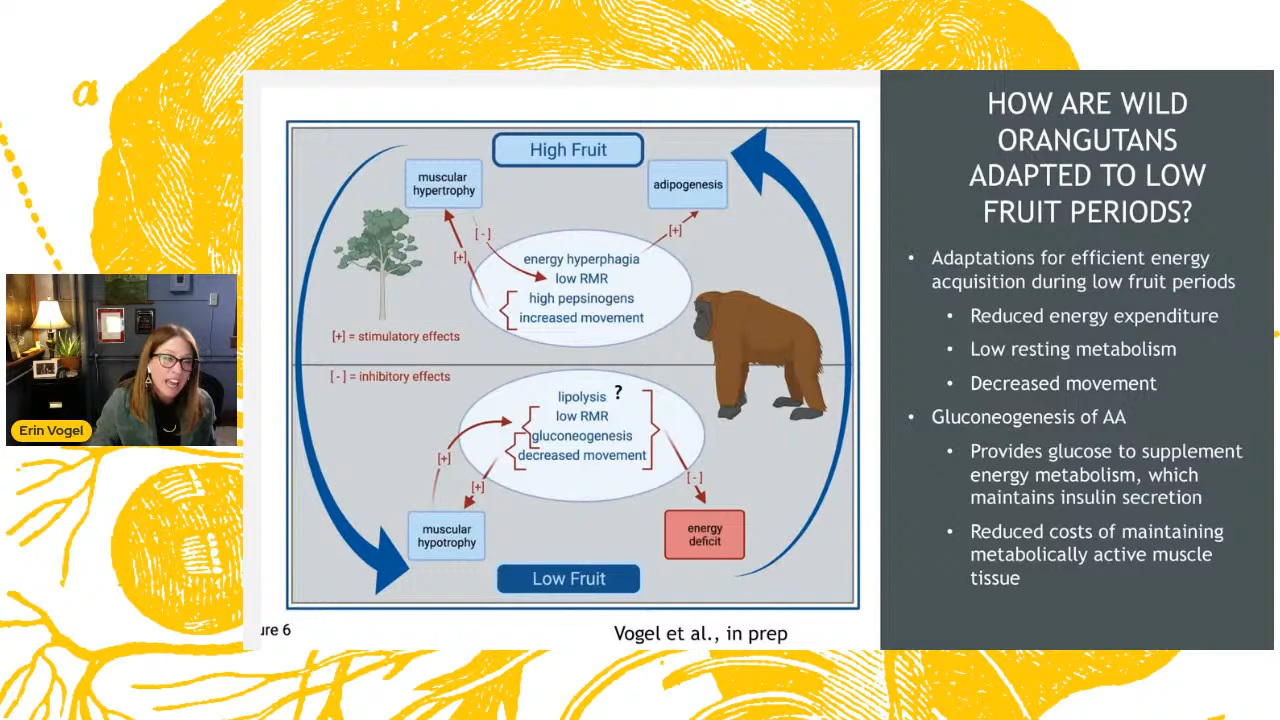 a
High Fruit
muscular
hypertrophy
adipogenesis
[-]
[+]
[+]
energy hyperphagia
low RMR
high pepsinogens
increased movement
[+] = stimulatory effects
[-] = inhibitory effects
lipolysis ?
low RMR
gluconeogenesis
decreased movement
[+]
[+]
[-]
muscular
hypotrophy
energy
deficit
Low Fruit
ure 6
Vogel et al., in prep
HOW ARE WILD
ORANGUTANS
ADAPTED TO LOW
FRUIT PERIODS?
• Adaptations for efficient energy
acquisition during low fruit periods
• Reduced energy expenditure
• Low resting metabolism
• Decreased movement
• Gluconeogenesis of AA
• Provides glucose to supplement
energy metabolism, which
maintains insulin secretion
• Reduced costs of maintaining
metabolically active muscle
tissue
Erin Vogel